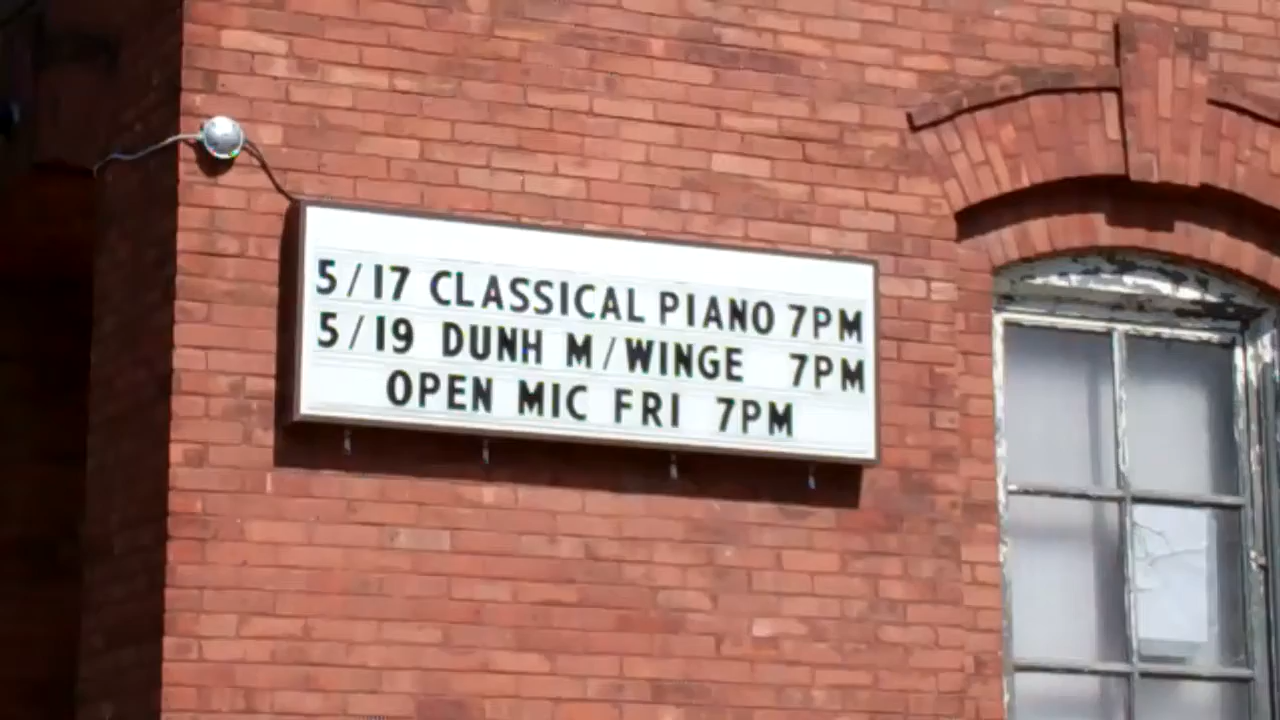 5/17 CLASSICAL PIANO 7PM
5/19 DUNH M/WINGE 7PM
OPEN MIC FRI 7PM